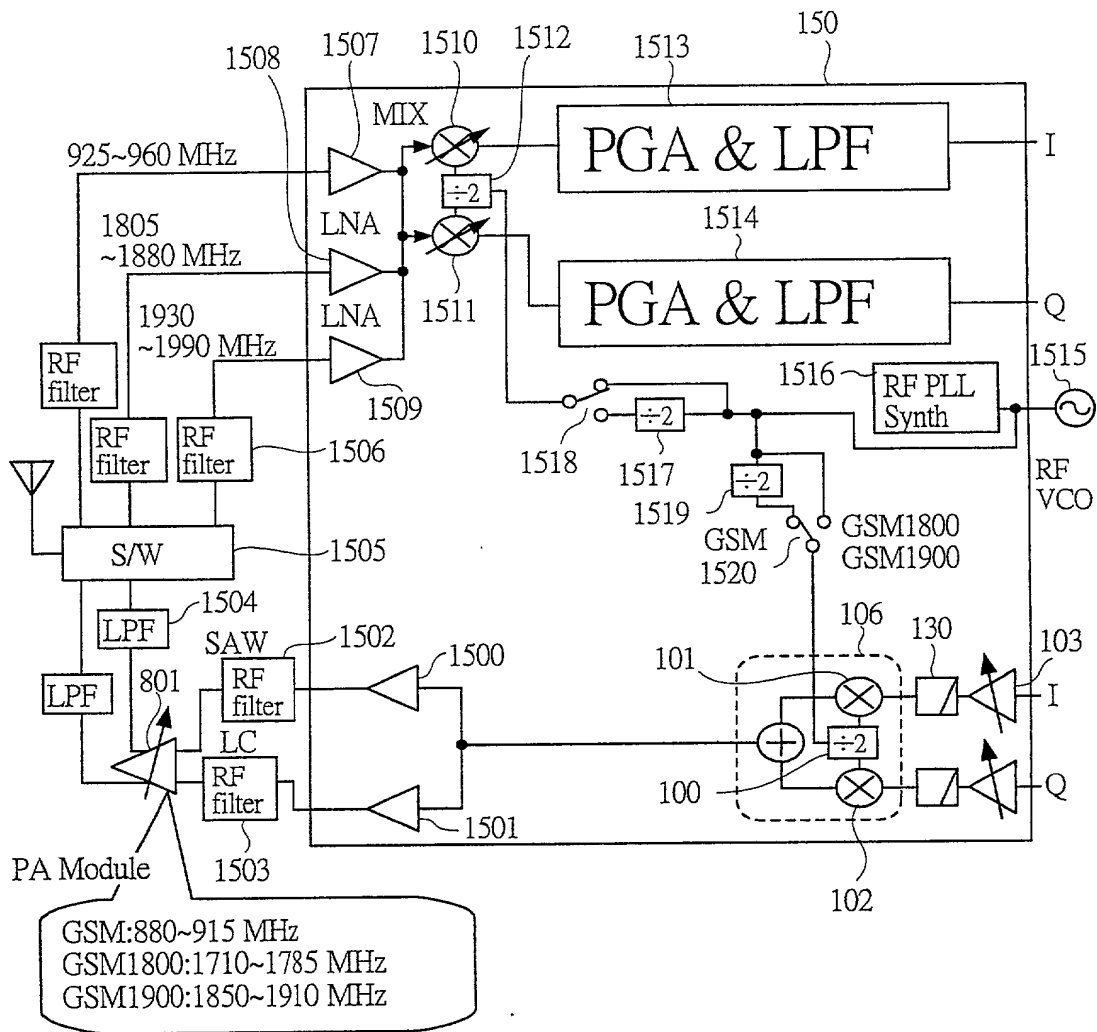 1507
1510
1512
1513
150
1508
MIX
925~960 MHz
÷2
PGA & LPF
I
1805
~1880 MHz
LNA
1514
1511
PGA & LPF
Q
1930
~1990 MHz
LNA
RF
filter
1509
1516
RF PLL
Synth
1515
RF
filter
RF
filter
1506
1518
÷2
1517
÷2
1519
RF
VCO
S/W
1505
GSM
1520
GSM1800
GSM1900
1504
LPF
SAW
1502
1500
106
130
103
101
LPF
801
RF
filter
I
LC
÷2
RF
filter
100
Q
1501
1503
102
PA Module
GSM:880~915 MHz
GSM1800:1710~1785 MHz
GSM1900:1850~1910 MHz